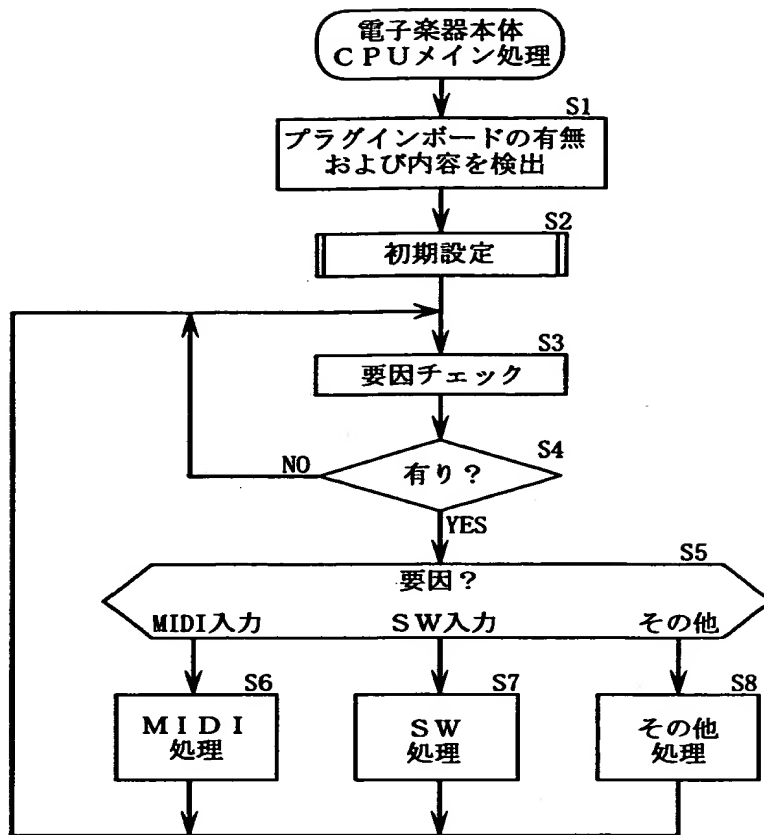 電子楽器本体
CPUメイン処理
S1
プラグインボードの有無
および内容を検出
S2
初期設定
S3
要因チェック
S4
有り?
NO
YES
S5
要因?
MIDI入力
SW入力
その他
S6
MIDI
処理
S7
SW
処理
S8
その他
処理